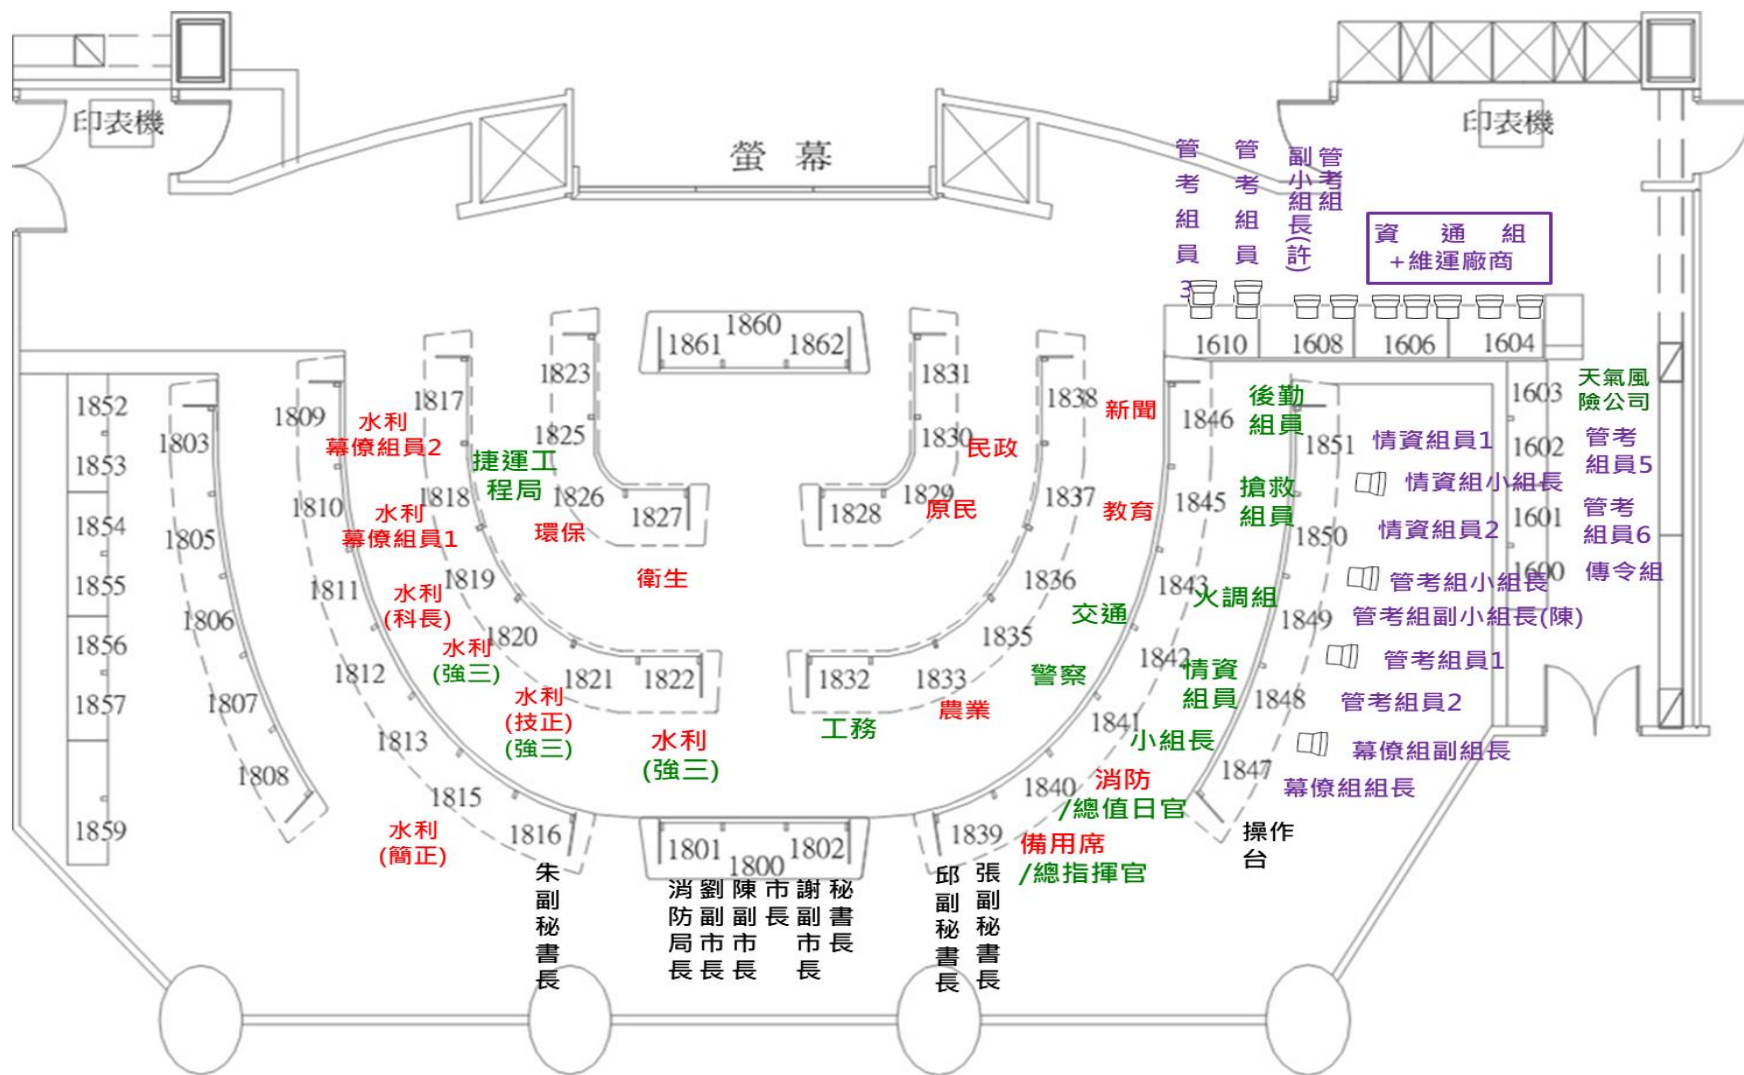 印表機
螢幕
印表機
管考組員3
管考組員
副小組長(許)
管考組
資通組
+維運廠商
1860
1861
1862
1610
1608
1606
1604
1823
1831
1852
1809
1817
1838
新聞
1846
後勤
組員
1603
天氣風
險公司
水利
幕僚組員2
1803
1825
1830
民政
1851
情資組員1
1602
管考
組員5
1853
捷運工
程局
情資組小組長
1810
1818
1826
1827
1828
1829
原民
1837
教育
1845
搶救
組員
1601
管考
組員6
1854
水利
幕僚組員1
1805
環保
1850
情資組員2
1855
1811
1819
衛生
1836
1843
火調組
管考組小組長
1600
傳令組
水利
(科長)
1806
交通
1849
管考組副小組長(陳)
1856
1820
水利
(強三)
1835
1842
管考組員1
1812
1821
1822
1832
1833
警察
情資
組員
1848
管考組員2
1857
1807
水利
(技正)
(強三)
農業
1841
工務
1813
水利
(強三)
小組長
幕僚組副組長
1808
1847
1815
1840
消防
/總值日官
幕僚組組長
1859
水利
(簡正)
1816
1801
1802
1800
1839
備用席
/總指揮官
操作
台
朱副秘書長
消防局長
劉副市長
陳副市長
市長
謝副市長
秘書長
邱副秘書長
張副秘書長